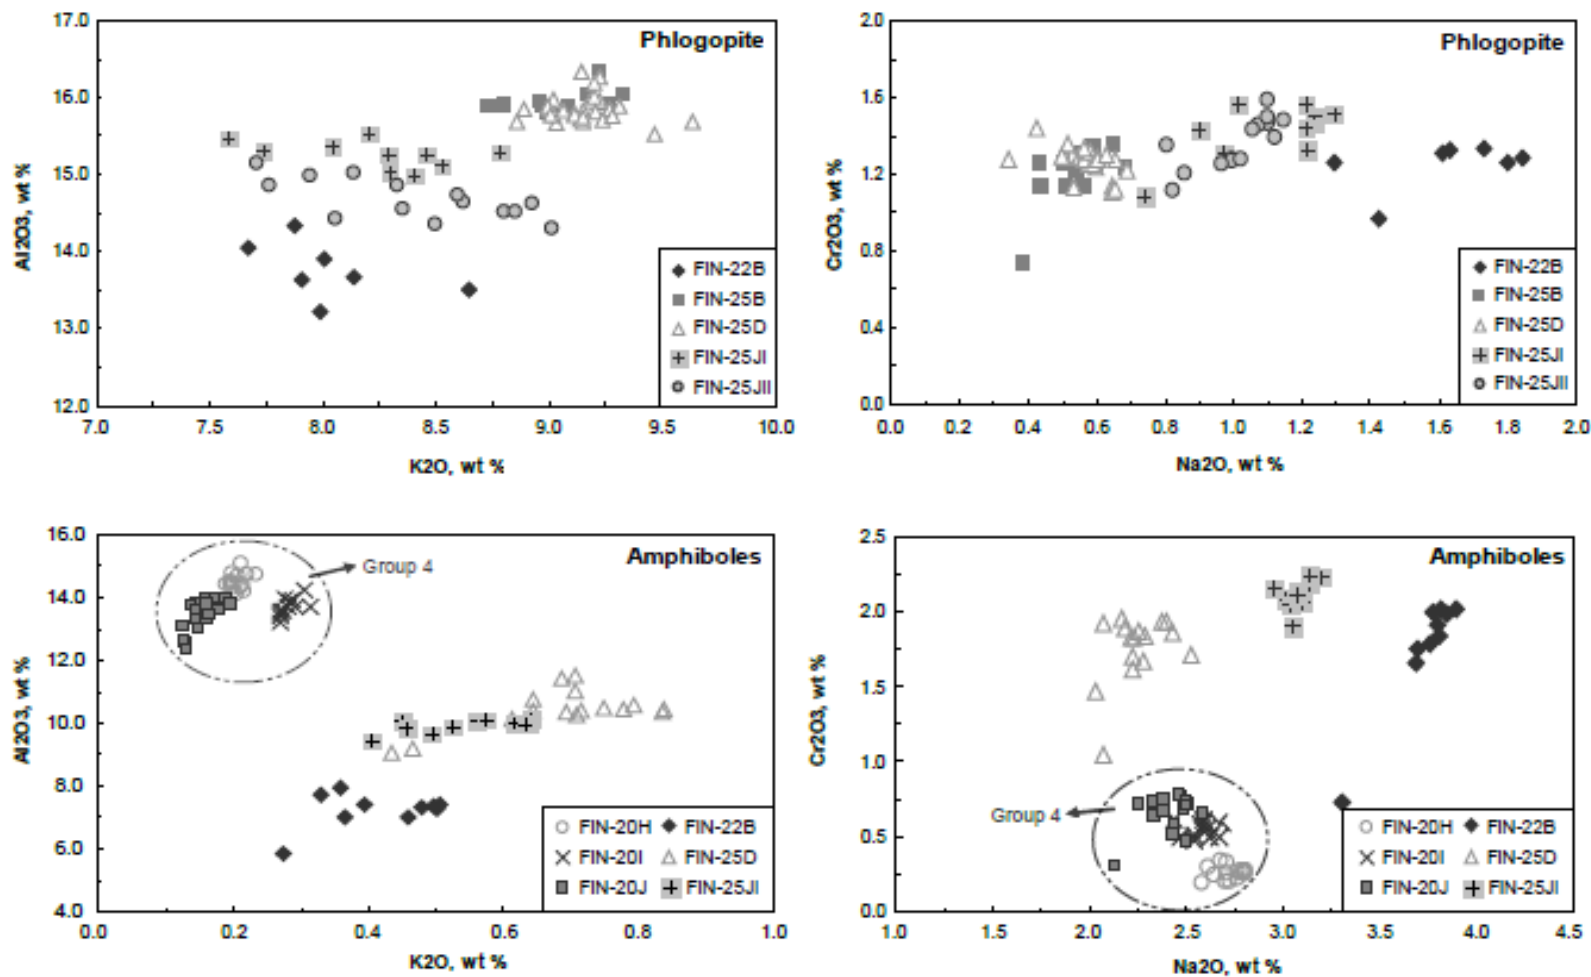 17.0
Phlogopite
16.0
15.0
14.0
13.0
12.0
Al2O3, wt %
FIN-22B
FIN-25B
FIN-25D
FIN-25JI
FIN-25JII
7.0 7.5 8.0 8.5 9.0 9.5 10.0
K2O, wt %
2.0
Phlogopite
1.6
1.2
0.8
0.4
0.0
Cr2O3, wt %
FIN-22B
FIN-25B
FIN-25D
FIN-25JI
FIN-25JII
0.0 0.2 0.4 0.6 0.8 1.0 1.2 1.4 1.6 1.8 2.0
Na2O, wt %
16.0
Amphiboles
Group 4
14.0
12.0
10.0
8.0
6.0
4.0
Al2O3, wt %
FIN-20H FIN-22B
FIN-20I FIN-25D
FIN-20J FIN-25JI
0.0 0.2 0.4 0.6 0.8 1.0
K2O, wt %
2.5
Amphiboles
2.0
1.5
1.0
Group 4
0.5
0.0
Cr2O3, wt %
FIN-20H FIN-22B
FIN-20I FIN-25D
FIN-20J FIN-25JI
1.0 1.5 2.0 2.5 3.0 3.5 4.0 4.5
Na2O, wt %